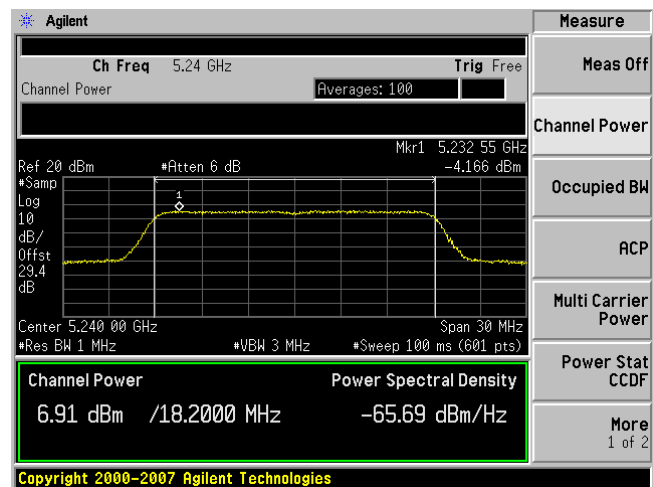 Agilent
Measure
Ch Freq 5.24 GHz Trig Free
Channel Power Averages: 100
Mkr1 5.232 55 GHz
Ref 20 dBm #Atten 6 dB -4.166 dBm
#Samp
Log
10
dB/
Offst
29.4
dB
1
Center 5.240 00 GHz Span 30 MHz
#Res BW 1 MHz #VBW 3 MHz #Sweep 100 ms (601 pts)
Channel Power Power Spectral Density
6.91 dBm /18.2000 MHz -65.69 dBm/Hz
Copyright 2000-2007 Agilent Technologies
Meas Off
Channel Power
Occupied BW
ACP
Multi Carrier
Power
Power Stat
CCDF
More
1 of 2